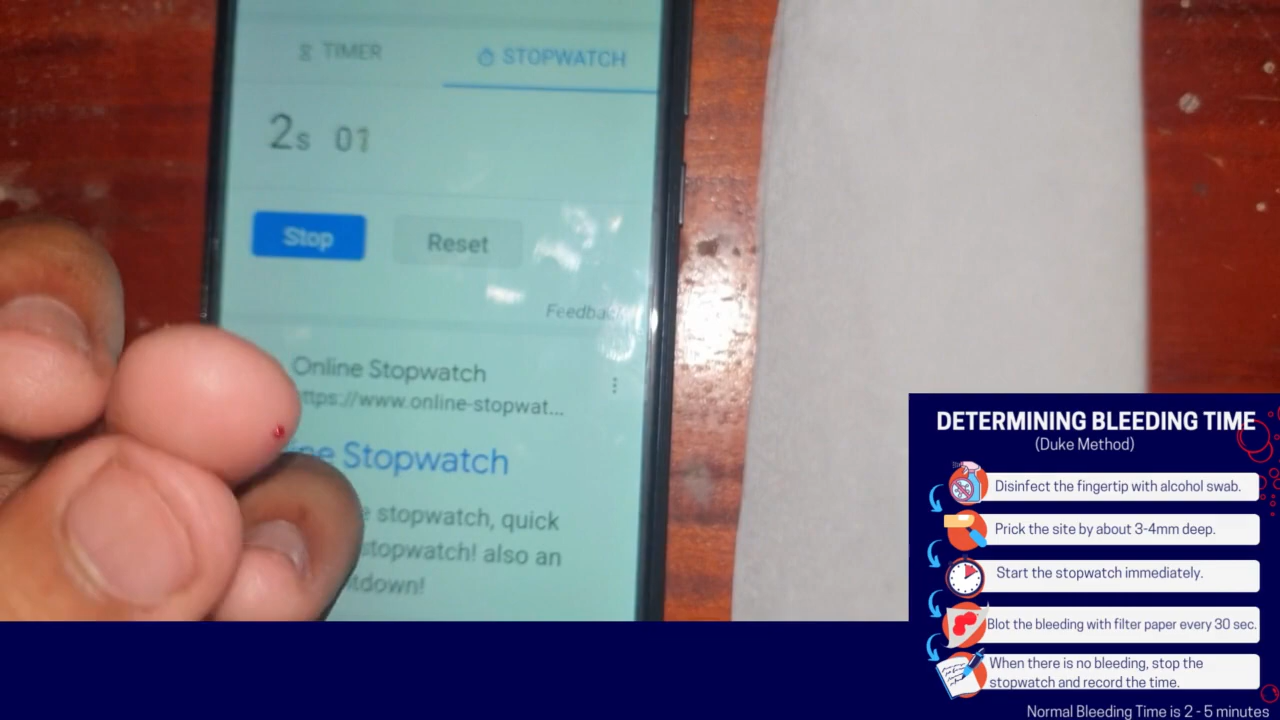 TIMER
STOPWATCH
2s 01
Stop
Reset
Feedback
Online Stopwatch
https://www.online-stopwat...
Stopwatch
stopwatch, quick
stopwatch! also an
DETERMINING BLEEDING TIME
(Duke Method)
Disinfect the fingertip with alcohol swab.
Prick the site by about 3-4mm deep.
Start the stopwatch immediately.
Blot the bleeding with filter paper every 30 sec.
When there is no bleeding, stop the
stopwatch and record the time.
Normal Bleeding Time is 2 - 5 minutes